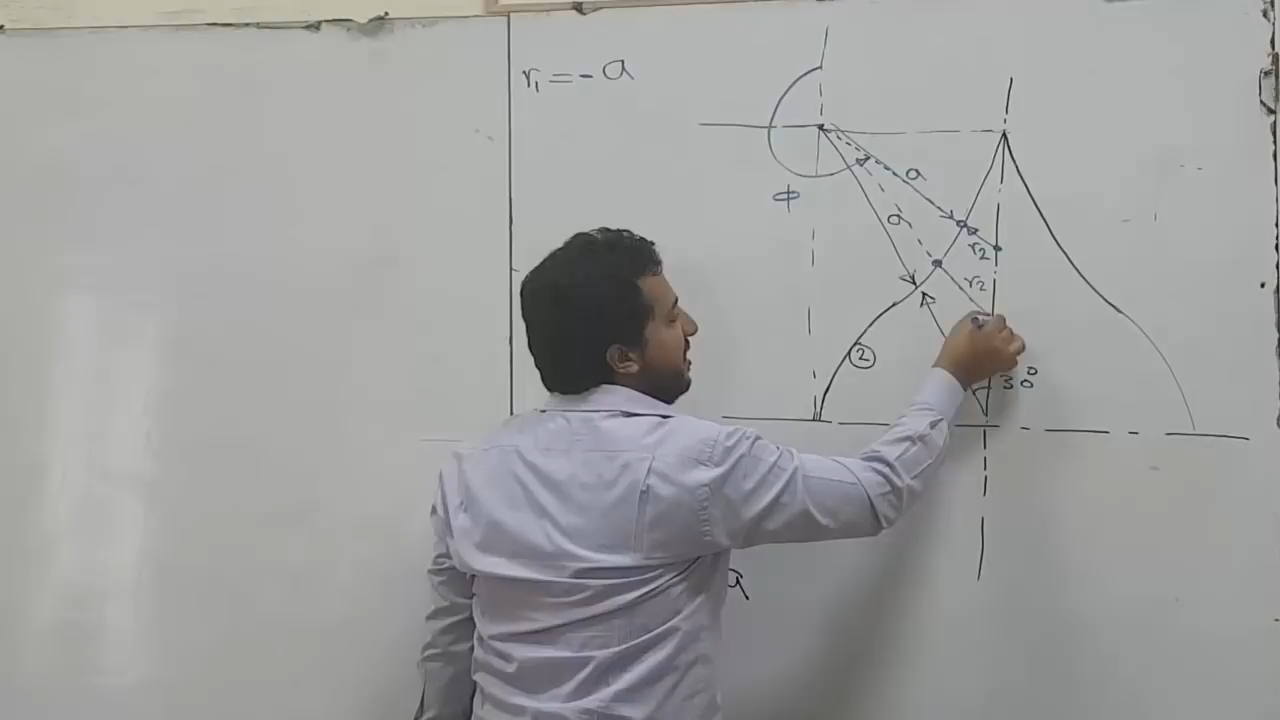 r₁ = - a
ϕ
a
a
r₂
r₂
2
30°
a